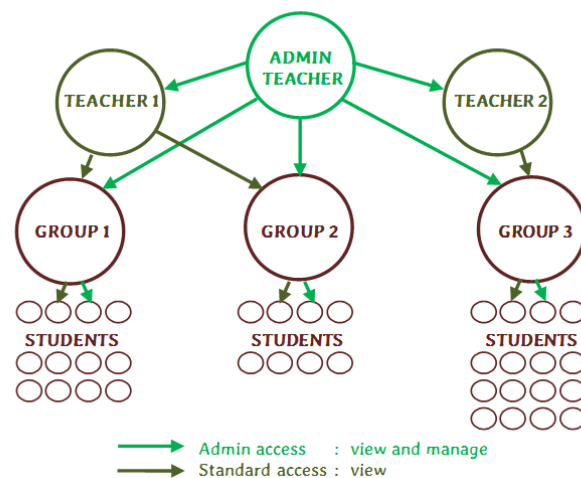 ADMIN
TEACHER
TEACHER 1
TEACHER 2
GROUP 1
GROUP 2
GROUP 3
STUDENTS
STUDENTS
STUDENTS
Admin access : view and manage
Standard access : view